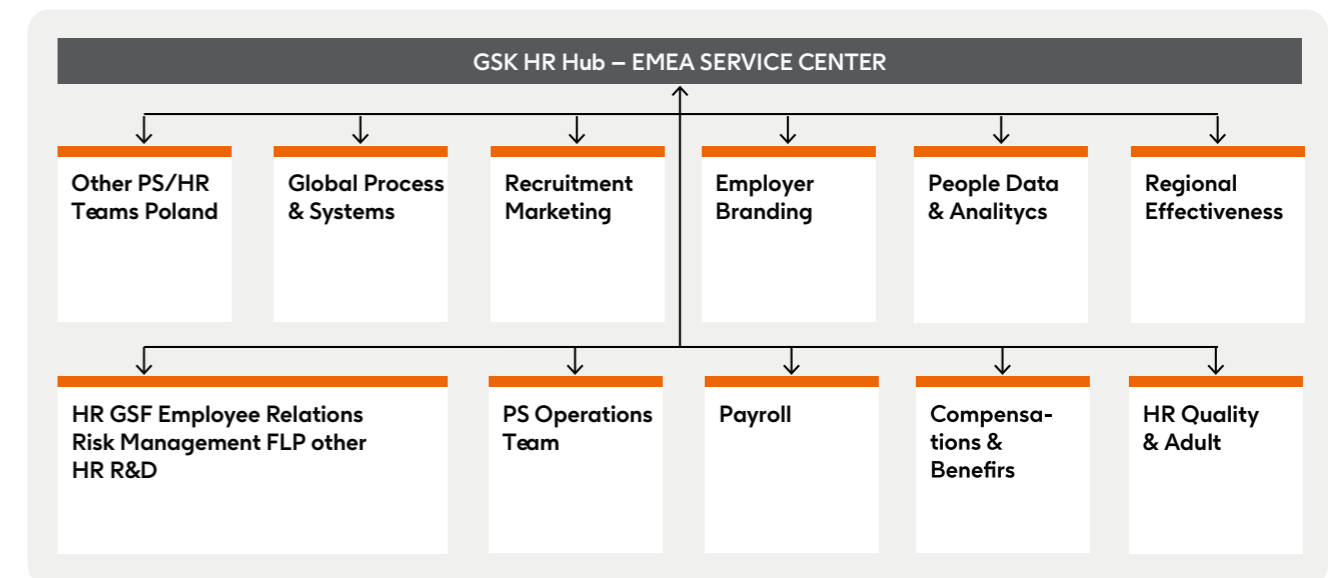 GSK HR Hub – EMEA SERVICE CENTER
Other PS/HR
Teams Poland
Global Process
& Systems
Recruitment
Marketing
Employer
Branding
People Data
& Analitycs
Regional
Effectiveness
HR GSF Employee Relations
Risk Management FLP other
HR R&D
PS Operations
Team
Payroll
Compensa-
tions &
Benefirs
HR Quality
& Adult